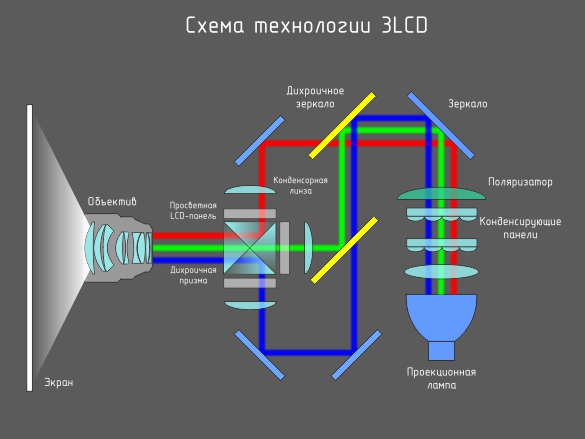 Схема технологии 3LCD
Дихроичное
зеркало
Зеркало
Конденсорная
линза
Поляризатор
Объектив
Просветная
LCD-панель
Конденсирующие
панели
Дихроичная
призма
Проекционная
лампа
Экран